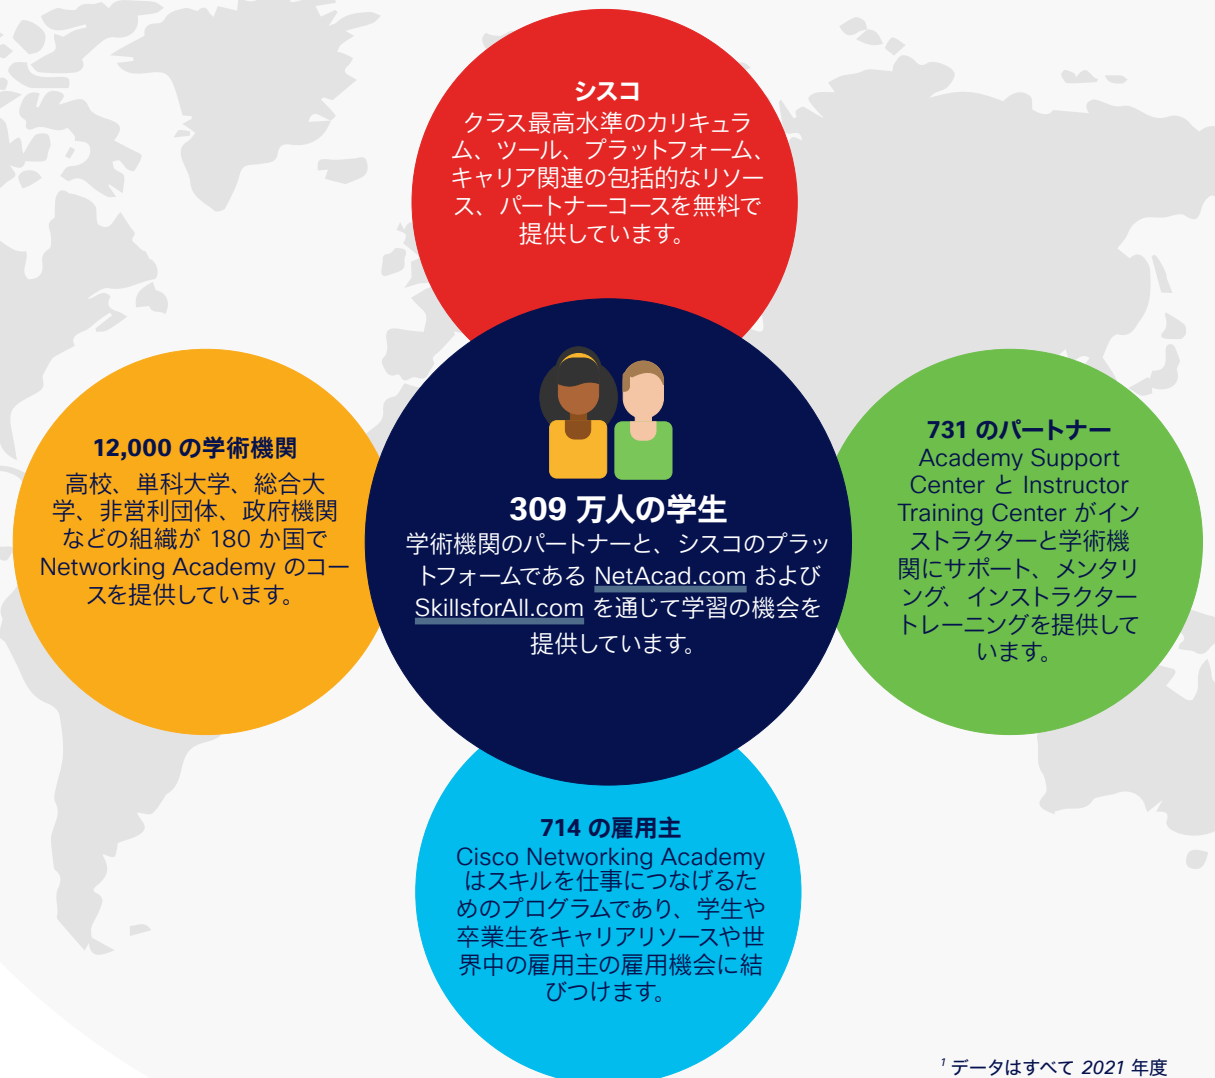 シスコ
クラス最高水準のカリキュラ
ム、ツール、プラットフォーム、
キャリア関連の包括的なリソー
ス、パートナーコースを無料で
提供しています。
12,000 の学術機関
高校、単科大学、総合大
学、非営利団体、政府機関
などの組織が 180 か国で
Networking Academy のコー
スを提供しています。
309 万人の学生
学術機関のパートナーと、シスコのプラッ
トフォームである NetAcad.com および
SkillsforAll.com を通じて学習の機会を
提供しています。
731 のパートナー
Academy Support
Center と Instructor
Training Center がイン
ストラクターと学術機
関にサポート、メンタリ
ング、インストラクター
トレーニングを提供して
います。
714 の雇用主
Cisco Networking Academy
はスキルを仕事につなげるた
めのプログラムであり、学生や
卒業生をキャリアリソースや世
界中の雇用主の雇用機会に結
びつけます。
¹ データはすべて 2021 年度